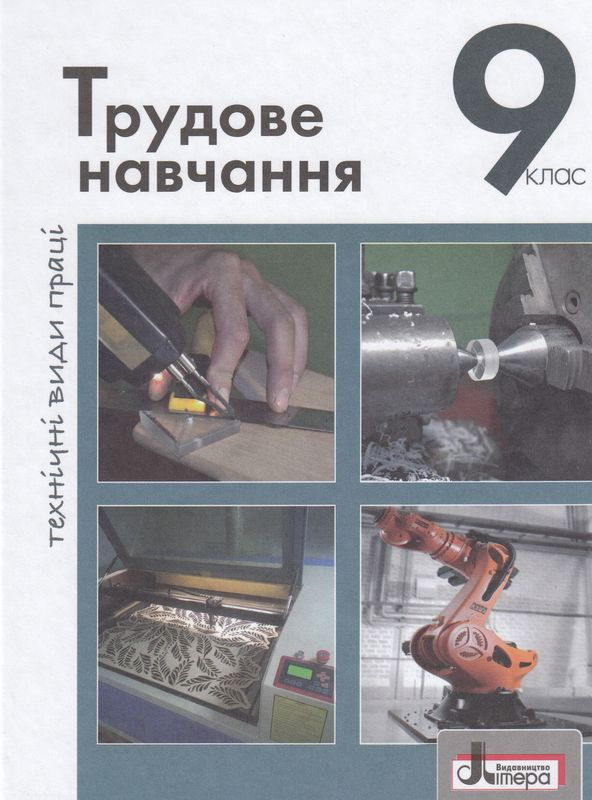 Трудове
навчання
9
клас
технічні види праці
Видавництво
Літера